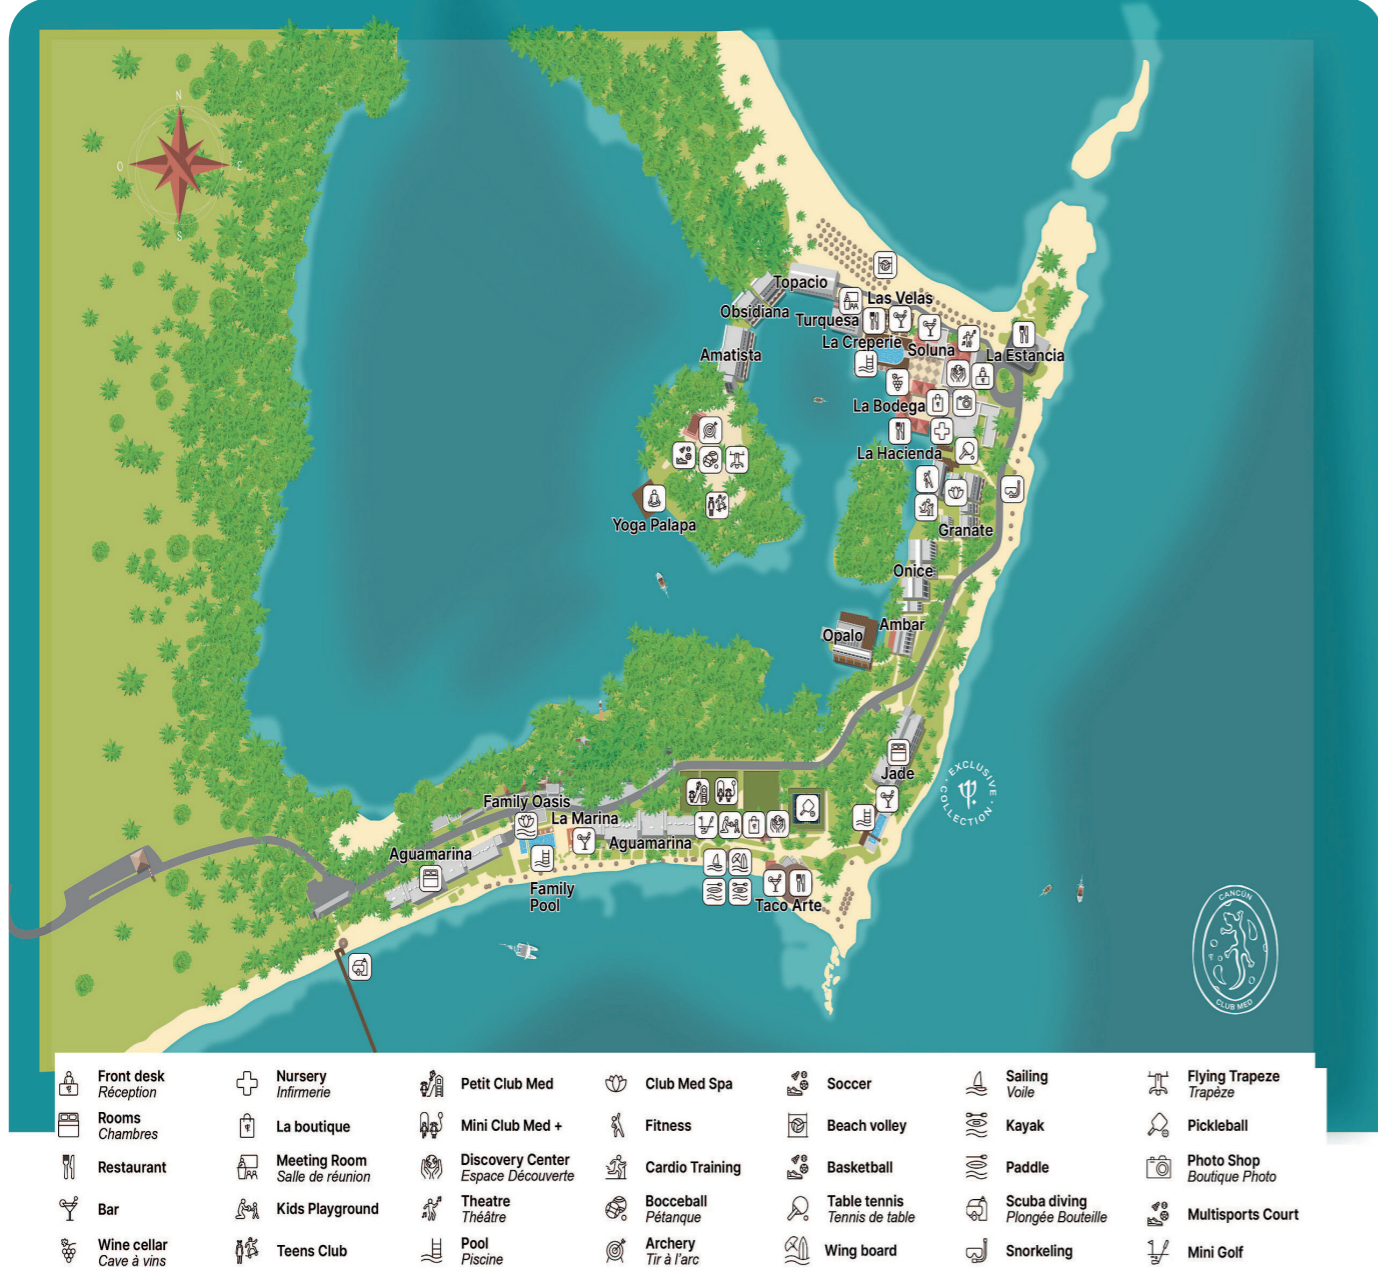 N
O
E
S
Topacio
Obsidiana
Las Velas
Turquesa
La Creperie
Soluna
La Estancia
Amatista
La Bodega
La Hacienda
Yoga Palapa
Granate
Onice
Ambar
Opalo
Jade
EXCLUSIVE
COLLECTION
Family Oasis
La Marina
Aguamarina
Aguamarina
Family
Pool
Taco Arte
CANCÚN
CLUB MED
Front desk
Réception
Rooms
Chambres
Restaurant
Bar
Wine cellar
Cave à vins
Nursery
Infirmerie
La boutique
Meeting Room
Salle de réunion
Kids Playground
Teens Club
Petit Club Med
Mini Club Med +
Discovery Center
Espace Découverte
Theatre
Théâtre
Pool
Piscine
Club Med Spa
Fitness
Cardio Training
Bocceball
Pétanque
Archery
Tir à l'arc
Soccer
Beach volley
Basketball
Table tennis
Tennis de table
Wing board
Sailing
Voile
Kayak
Paddle
Scuba diving
Plongée Bouteille
Snorkeling
Flying Trapeze
Trapèze
Pickleball
Photo Shop
Boutique Photo
Multisports Court
Mini Golf